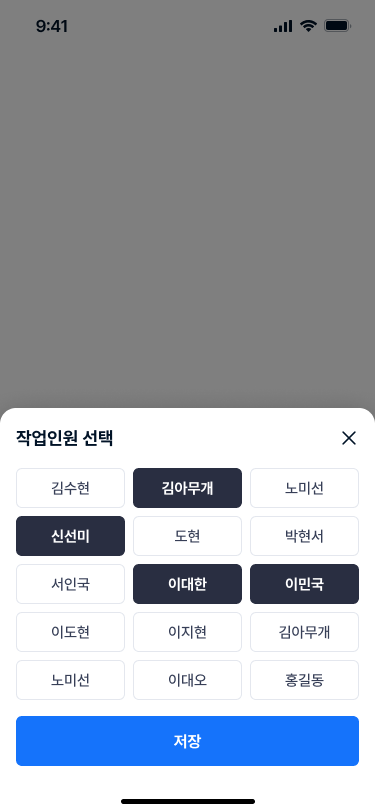 9:41
작업인원 선택
김수현 김아무개 노미선
신선미 도현 박현서
서인국 이대한 이민국
이도현 이지현 김아무개
노미선 이대오 홍길동
저장